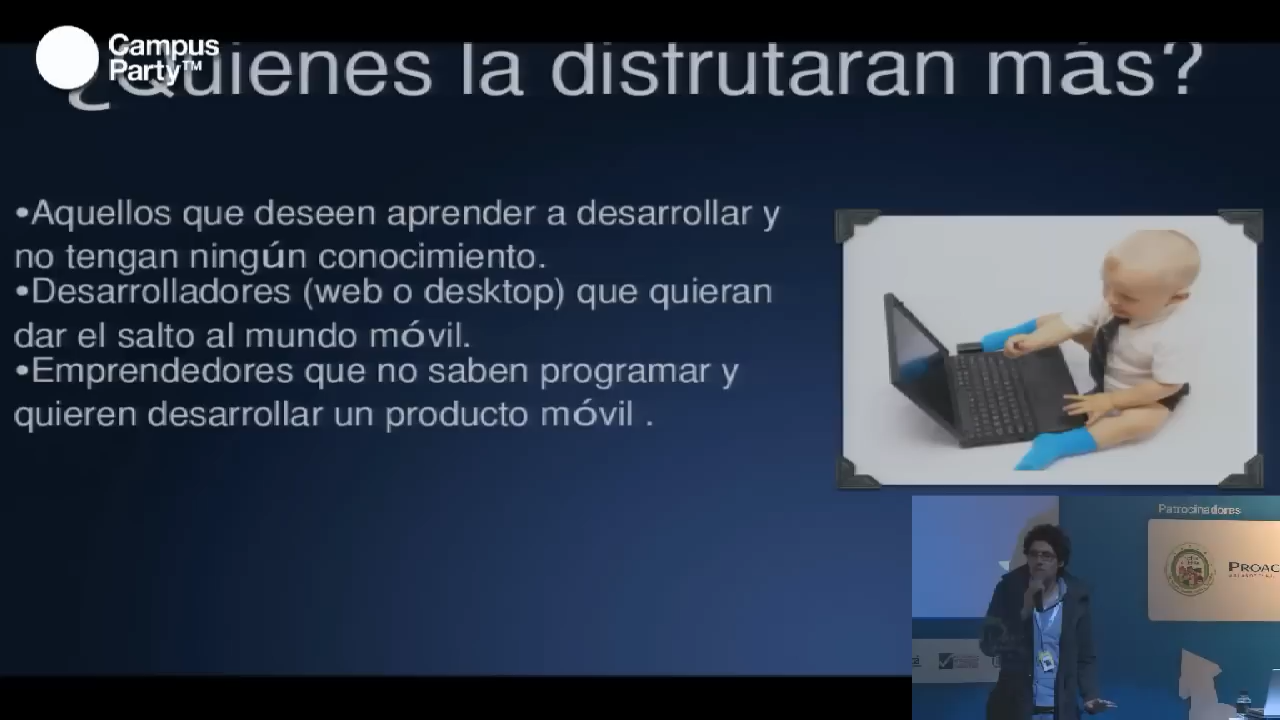 Campus
Party™
¿Quienes la disfrutaran más?
•Aquellos que deseen aprender a desarrollar y
no tengan ningún conocimiento.
•Desarrolladores (web o desktop) que quieran
dar el salto al mundo móvil.
•Emprendedores que no saben programar y
quieren desarrollar un producto móvil .
Patrocinadores